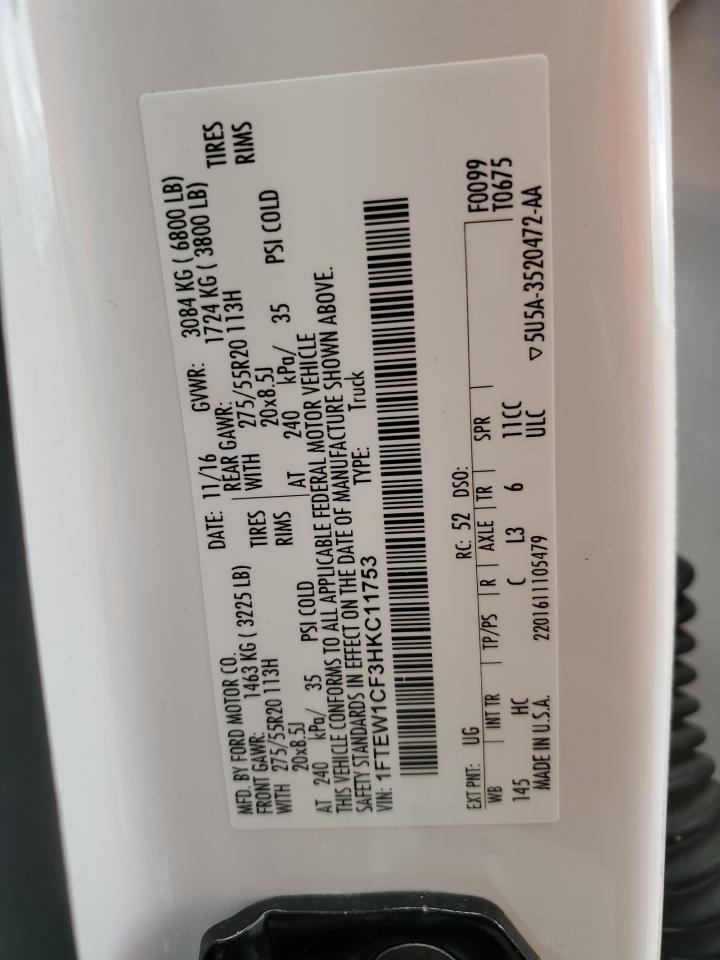 MFD. BY FORD MOTOR CO.
DATE: 11/16 GVWR: 3084 KG ( 6800 LB)
FRONT GAWR: 1463 KG ( 3225 LB) REAR GAWR: 1724 KG ( 3800 LB)
WITH 275/55R20 113H TIRES WITH 275/55R20 113H TIRES
20x8.5J RIMS 20x8.5J RIMS
AT 240 kPa/ 35 PSI COLD AT 240 kPa/ 35 PSI COLD
THIS VEHICLE CONFORMS TO ALL APPLICABLE FEDERAL MOTOR VEHICLE
SAFETY STANDARDS IN EFFECT ON THE DATE OF MANUFACTURE SHOWN ABOVE.
VIN: 1FTEW1CF3HKC11753 TYPE: Truck
EXT PNT: UG RC: 52 DSO: F0099
WB INT TR TP/PS R AXLE TR SPR T0675
145 HC C L3 6 11CC
MADE IN U.S.A. 2201611105479 ULC ▽5U5A-3520472-AA